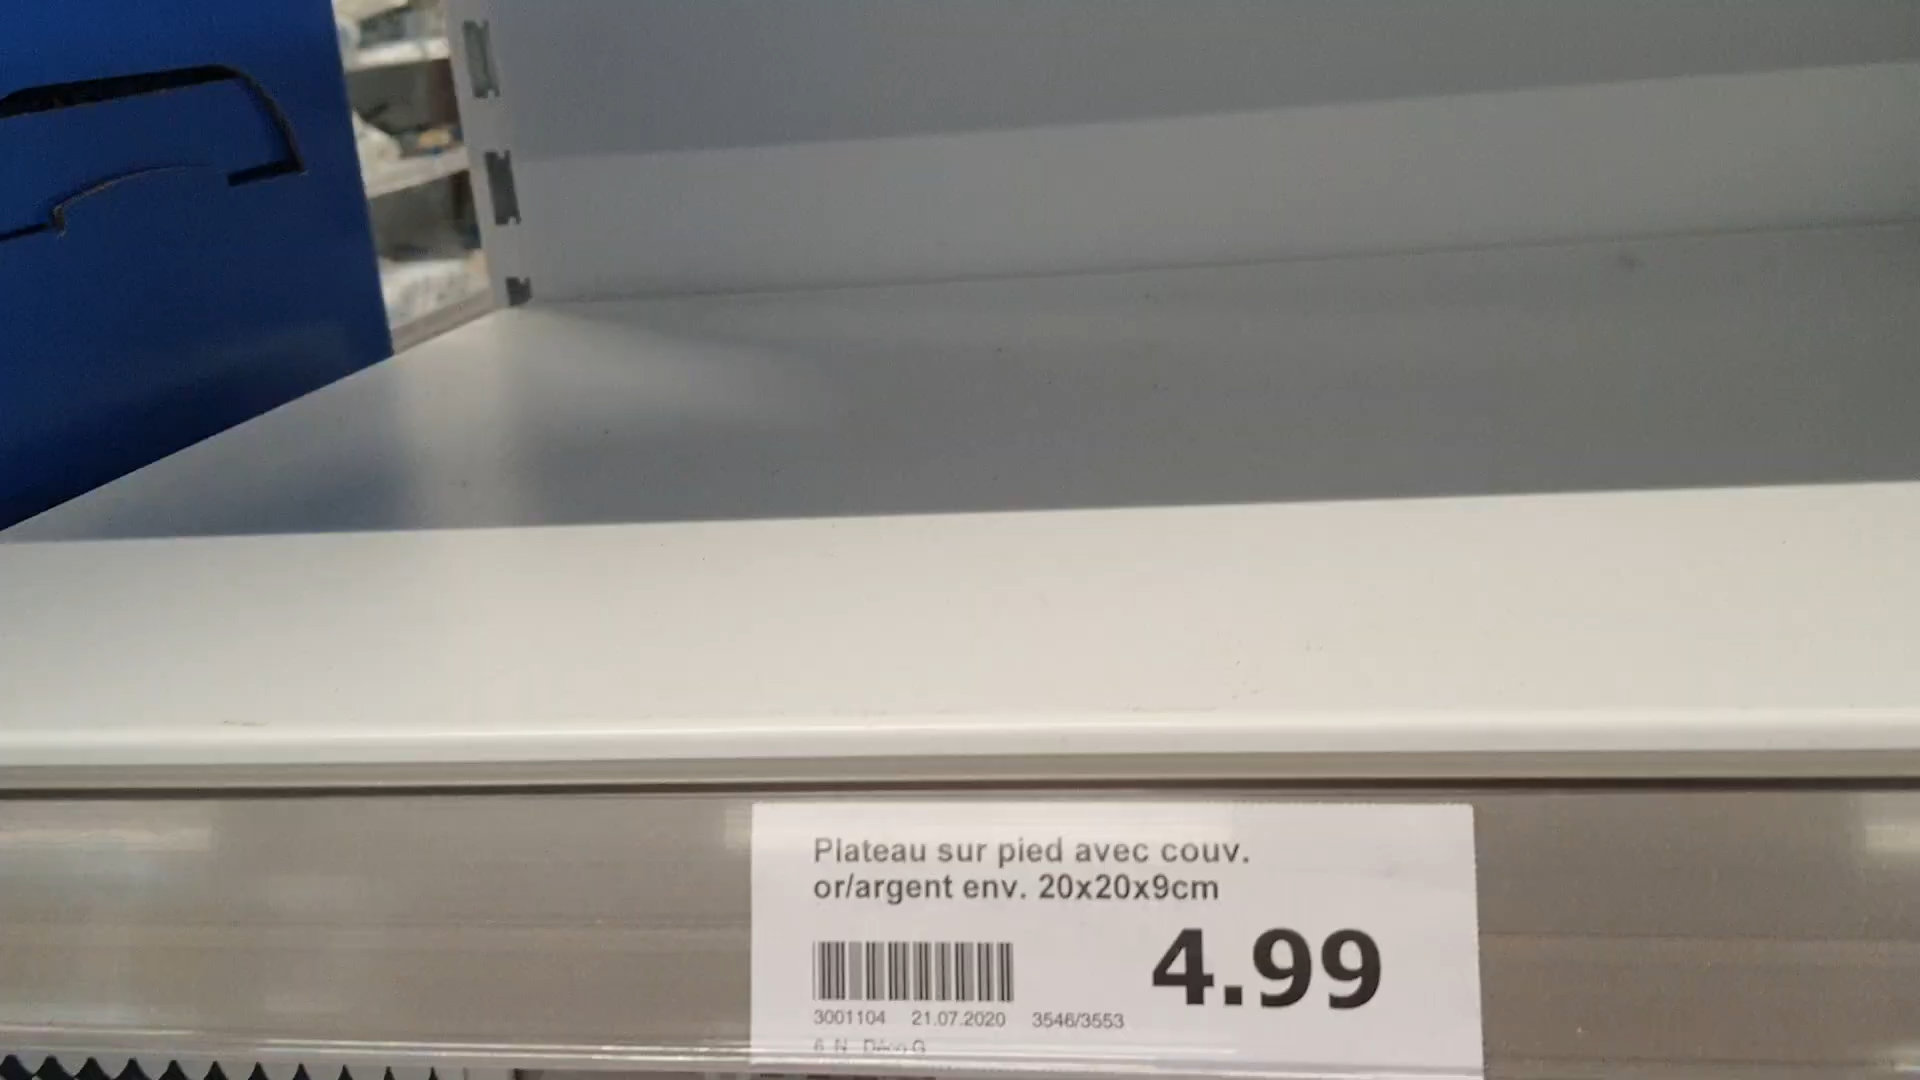 Plateau sur pied avec couv.
or/argent env. 20x20x9cm
4.99
3001104 21.07.2020 3546/3553